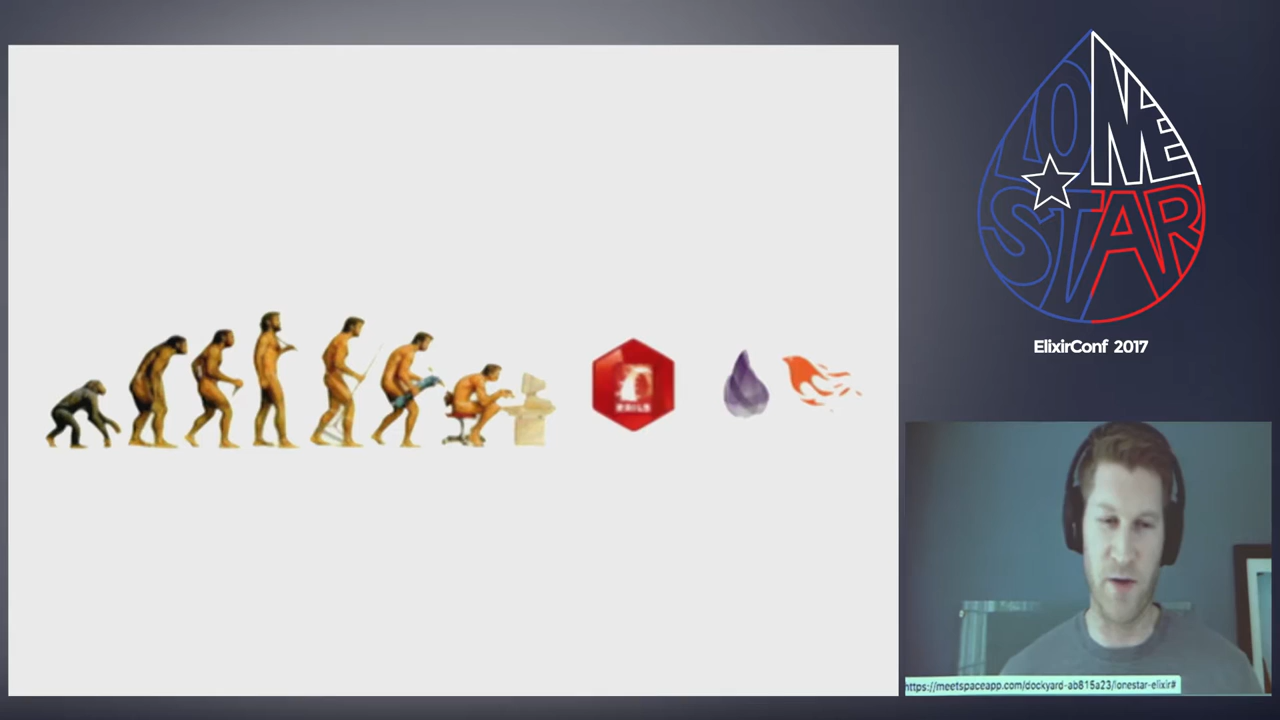 LONE
STAR
ElixirConf 2017
RAILS
https://meetspaceapp.com/dockyard-ab815a23/lonestar-elixir#